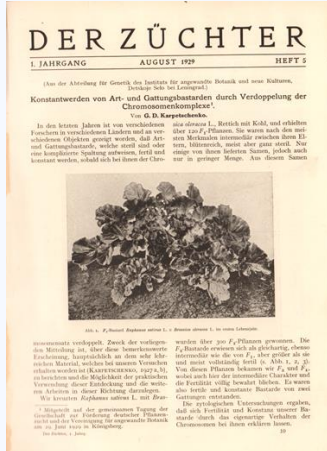 DER ZÜCHTER
1. JAHRGANG AUGUST 1929 HEFT 5
(Aus der Abteilung für Genetik des Instituts für angewandte Botanik und neue Kulturen,
Detskoje Selo bei Leningrad.)
Konstantwerden von Art- und Gattungsbastarden durch Verdoppelung der
Chromosomenkomplexe¹.
Von G. D. Karpetschenko.
In den letzten Jahren ist von verschiedenen
Forschern in verschiedenen Ländern und an ver-
schiedenen Objekten gezeigt worden, daß Art-
und Gattungsbastarde, welche steril sind oder
eine komplizierte Spaltung aufweisen, fertil und
konstant werden, sobald sich bei ihnen der Chro-
sica oleracea L., Rettich mit Kohl, und erhielten
über 120 F₁-Pflanzen. Sie waren nach den mei-
sten Merkmalen intermediär zwischen ihren El-
tern, blütenreich, meist aber ganz steril. Nur
einige von ihnen lieferten Samen, jedoch auch
nur in geringer Menge. Aus diesem Samen
Abb. 1. F₁-Bastard Raphanus sativus L. × Brassica oleracea L. im ersten Lebensjahr.
mosomensatz verdoppelt. Zweck der vorliegen-
den Mitteilung ist, über diese bemerkenswerte
Erscheinung, hauptsächlich an dem sehr lehr-
reichen Material, welches bei unseren Versuchen
erhalten worden ist (KARPETSCHENKO, 1927 a, b),
zu berichten und die Möglichkeit der praktischen
Verwendung dieser Entdeckung und die weite-
ren Arbeiten in dieser Richtung darzulegen.
Wir kreuzten Raphanus sativus L. mit Bras-
¹ Mitgeteilt auf der gemeinsamen Tagung der
Gesellschaft zur Förderung deutscher Pflanzen-
zucht und der Vereinigung für angewandte Botanik
am 29. Juni 1929 in Königsberg.
Der Züchter, 1. Jahrg.
wurden über 300 F₂-Pflanzen gewonnen. Die
F₂-Bastarde erwiesen sich als gleichartig, ebenso
intermediär wie die von F₁, aber größer als sie
und meist vollständig fertil (s. Abb. 1, 2, 3).
Von diesen Pflanzen bekamen wir F₃ und F₄,
wobei auch hier der intermediäre Charakter und
die Fertilität völlig bewahrt blieben. Es waren
also fertile und konstante Bastarde von zwei
Gattungen entstanden.
Die zytologischen Untersuchungen ergaben,
daß sich Fertilität und Konstanz unserer Ba-
starde durch das eigenartige Verhalten der
Chromosomen bei ihnen erklären lassen.
10